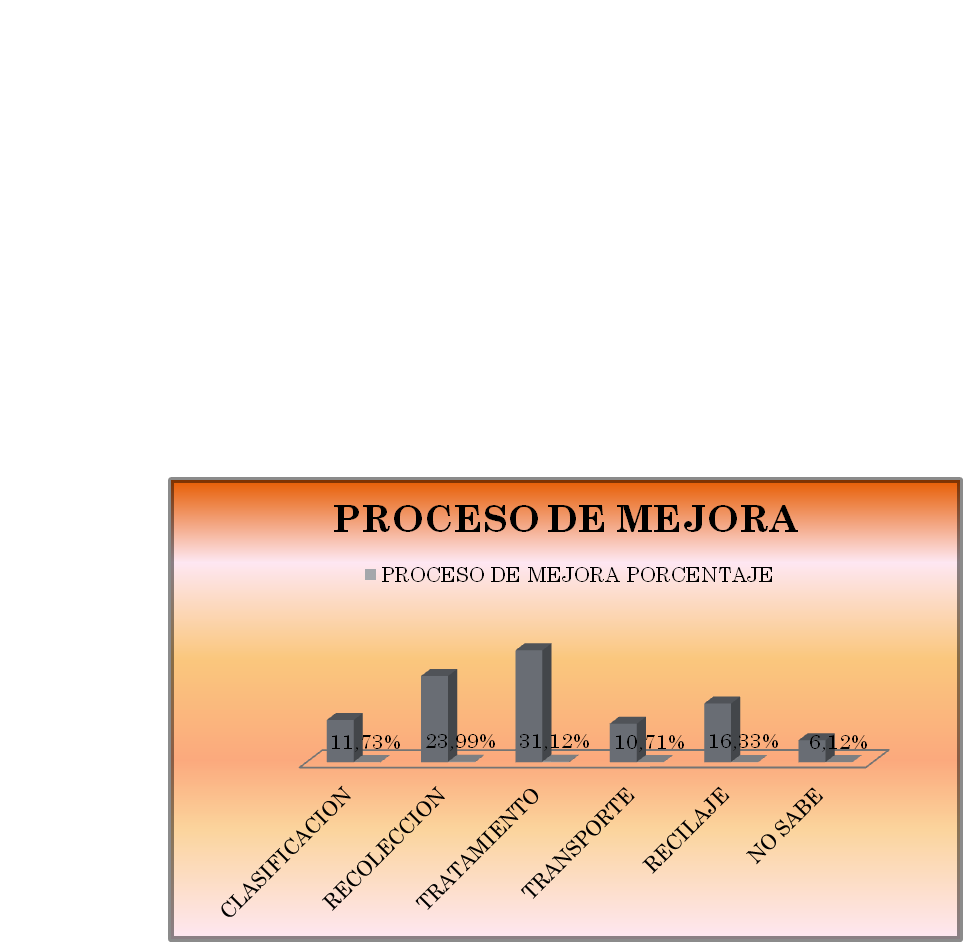 PROCESO DE MEJORA
PROCESO DE MEJORA PORCENTAJE
11,73% 23,99% 31,12% 10,71% 16,33% 6,12%
CLASIFICACION
RECOLECCION
TRATAMIENTO
TRANSPORTE
RECILAJE
NO SABE